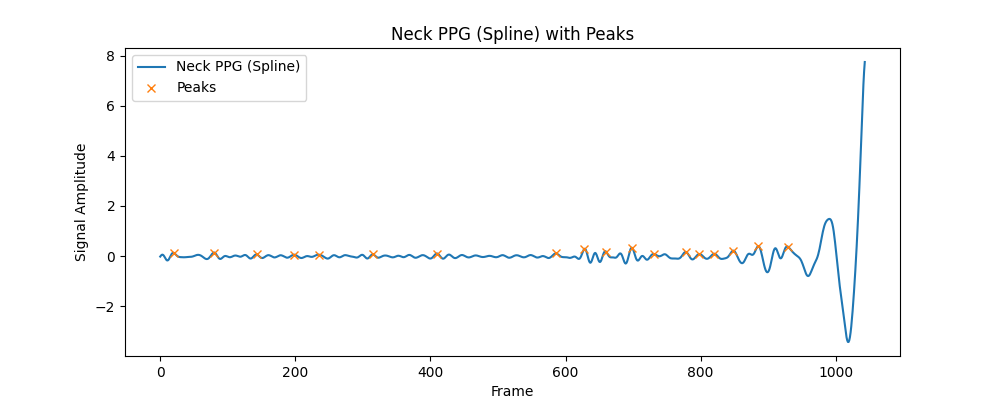 Neck PPG (Spline) with Peaks
Neck PPG (Spline)
Peaks
Signal Amplitude
8
6
4
2
0
−2
0 200 400 600 800 1000
Frame